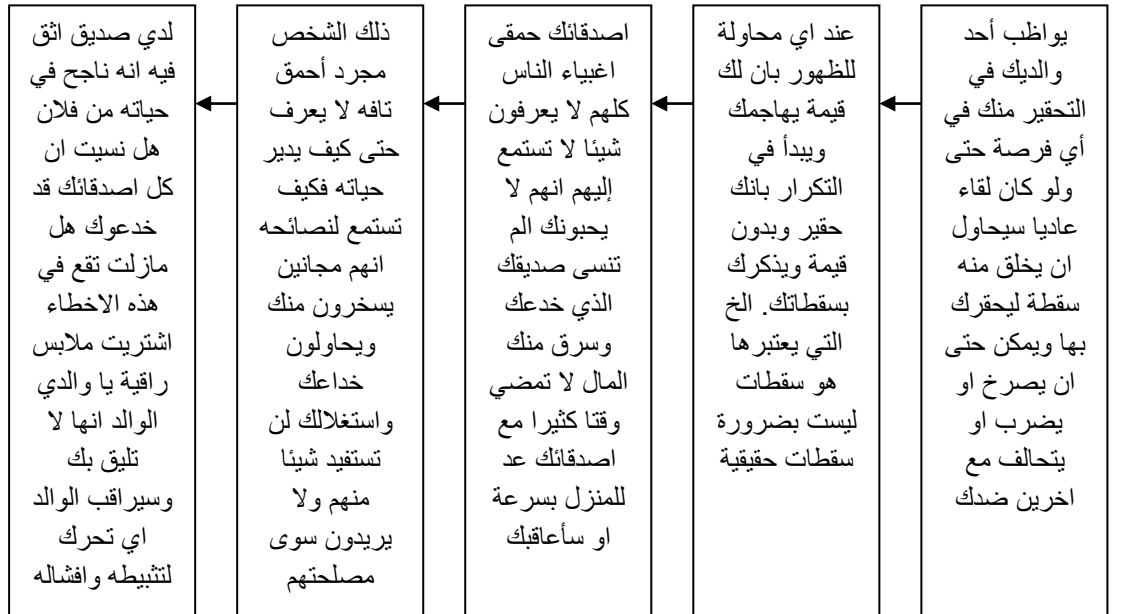 يواظب أحد
والديك في
التحقير منك في
أي فرصة حتى
ولو كان لقاء
عاديا سيحاول
ان يخلق منه
سقطة ليحقرك
بها ويمكن حتى
ان يصرخ او
يضرب او
يتحالف مع
اخرين ضدك
عند اي محاولة
للظهور بان لك
قيمة يهاجمك
ويبدأ في
التكرار بانك
حقير وبدون
قيمة ويذكرك
بسقطاتك. الخ
التي يعتبرها
هو سقطات
ليست بضرورة
سقطات حقيقية
اصدقائك حمقى
اغبياء الناس
كلهم لا يعرفون
شيئا لا تستمع
إليهم انهم لا
يحبونك الم
تنسى صديقك
الذي خدعك
وسرق منك
المال لا تمضي
وقتا كثيرا مع
اصدقائك عد
للمنزل بسرعة
او سأعاقبك
ذلك الشخص
مجرد أحمق
تافه لا يعرف
حتى كيف يدير
حياته فكيف
تستمع لنصائحه
انهم مجانين
يسخرون منك
ويحاولون
خداعك
واستغلالك لن
تستفيد شيئا
منهم ولا
يريدون سوى
مصلحتهم
لدي صديق اثق
فيه انه ناجح في
حياته من فلان
هل نسيت ان
كل اصدقائك قد
خدعوك هل
مازلت تقع في
هذه الاخطاء
اشتريت ملابس
راقية يا والدي
الوالد انها لا
تليق بك
وسيراقب الوالد
اي تحرك
لتثبيطه وافشاله